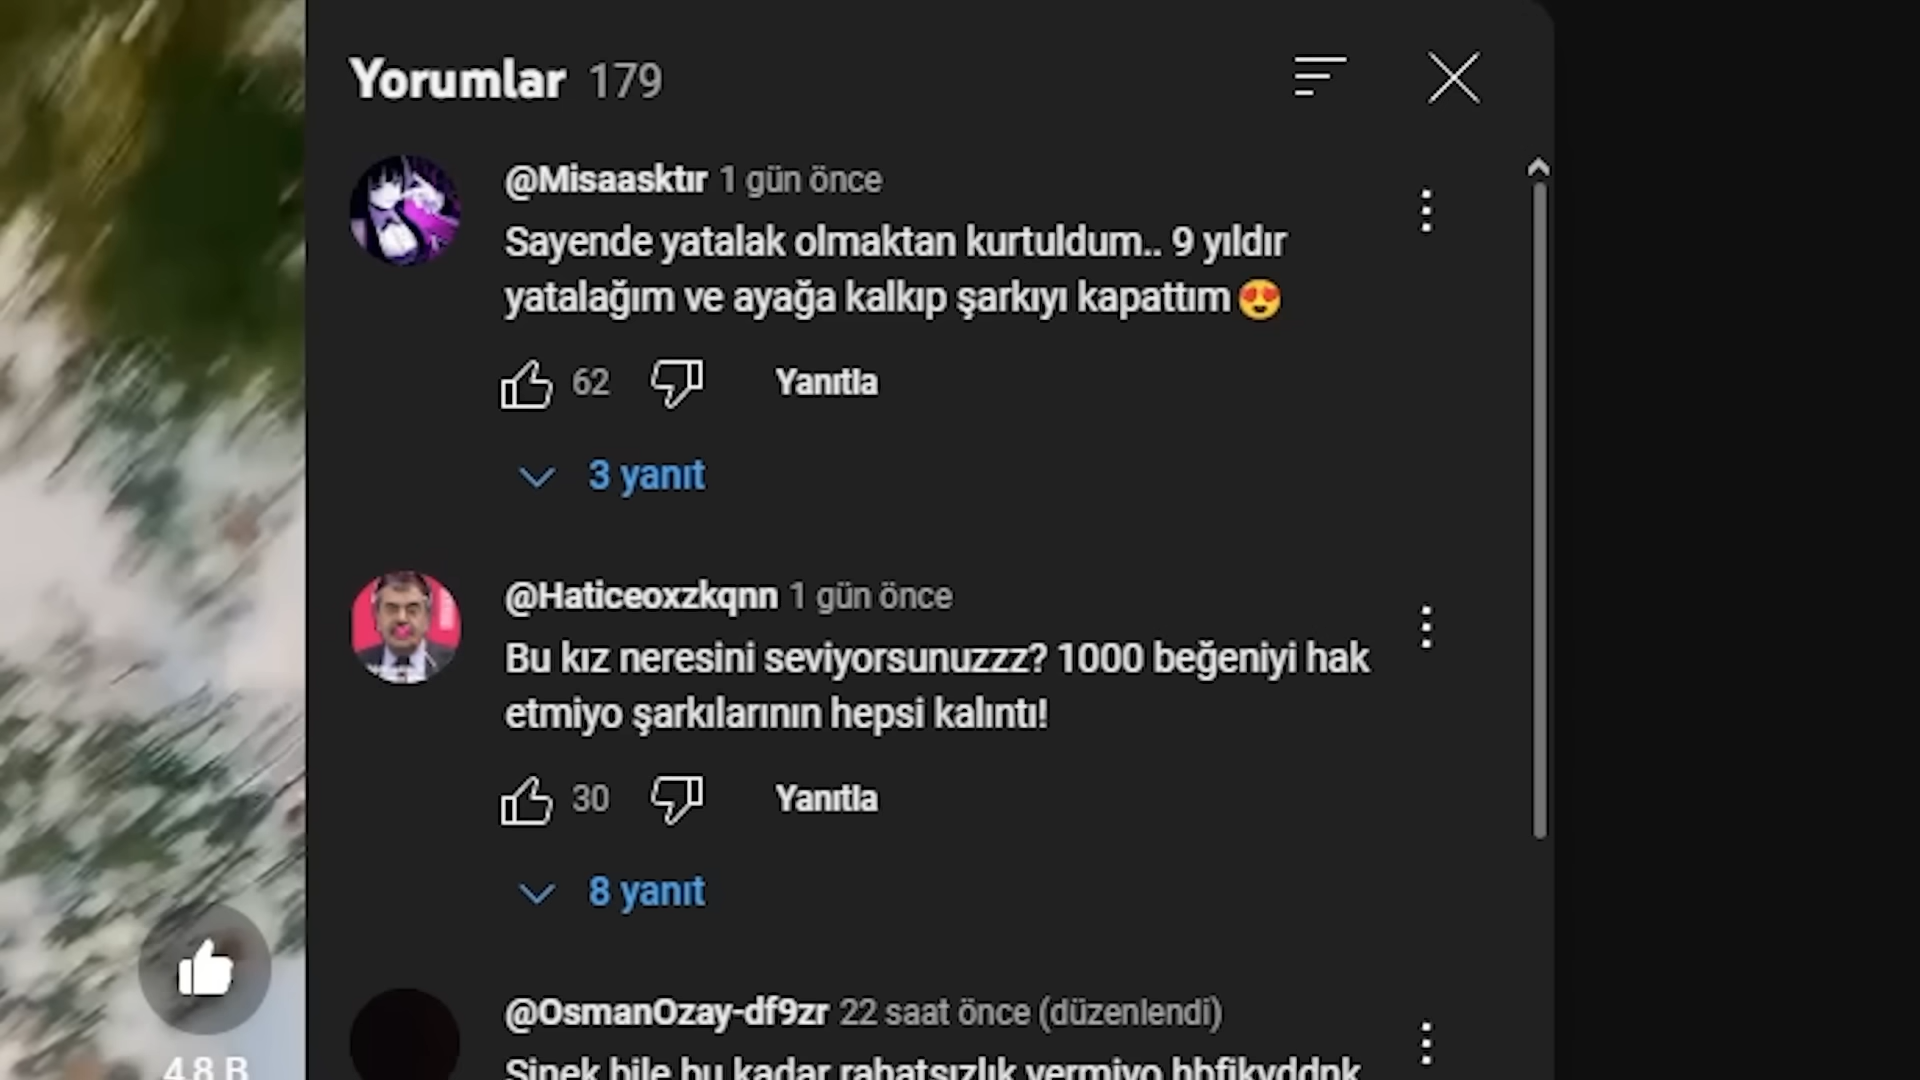 Yorumlar 179
@Misaasktır 1 gün önce
Sayende yatalak olmaktan kurtuldum.. 9 yıldır
yatalağım ve ayağa kalkıp şarkıyı kapattım😍
62 Yanıtla
3 yanıt
@Haticeoxzkqnn 1 gün önce
Bu kız neresini seviyorsunuzzz? 1000 beğeniyi hak
etmiyo şarkılarının hepsi kalıntı!
30 Yanıtla
8 yanıt
@OsmanOzay-df9zr 22 saat önce (düzenlendi)
Sinek bile bu kadar rahatsızlık vermiyo